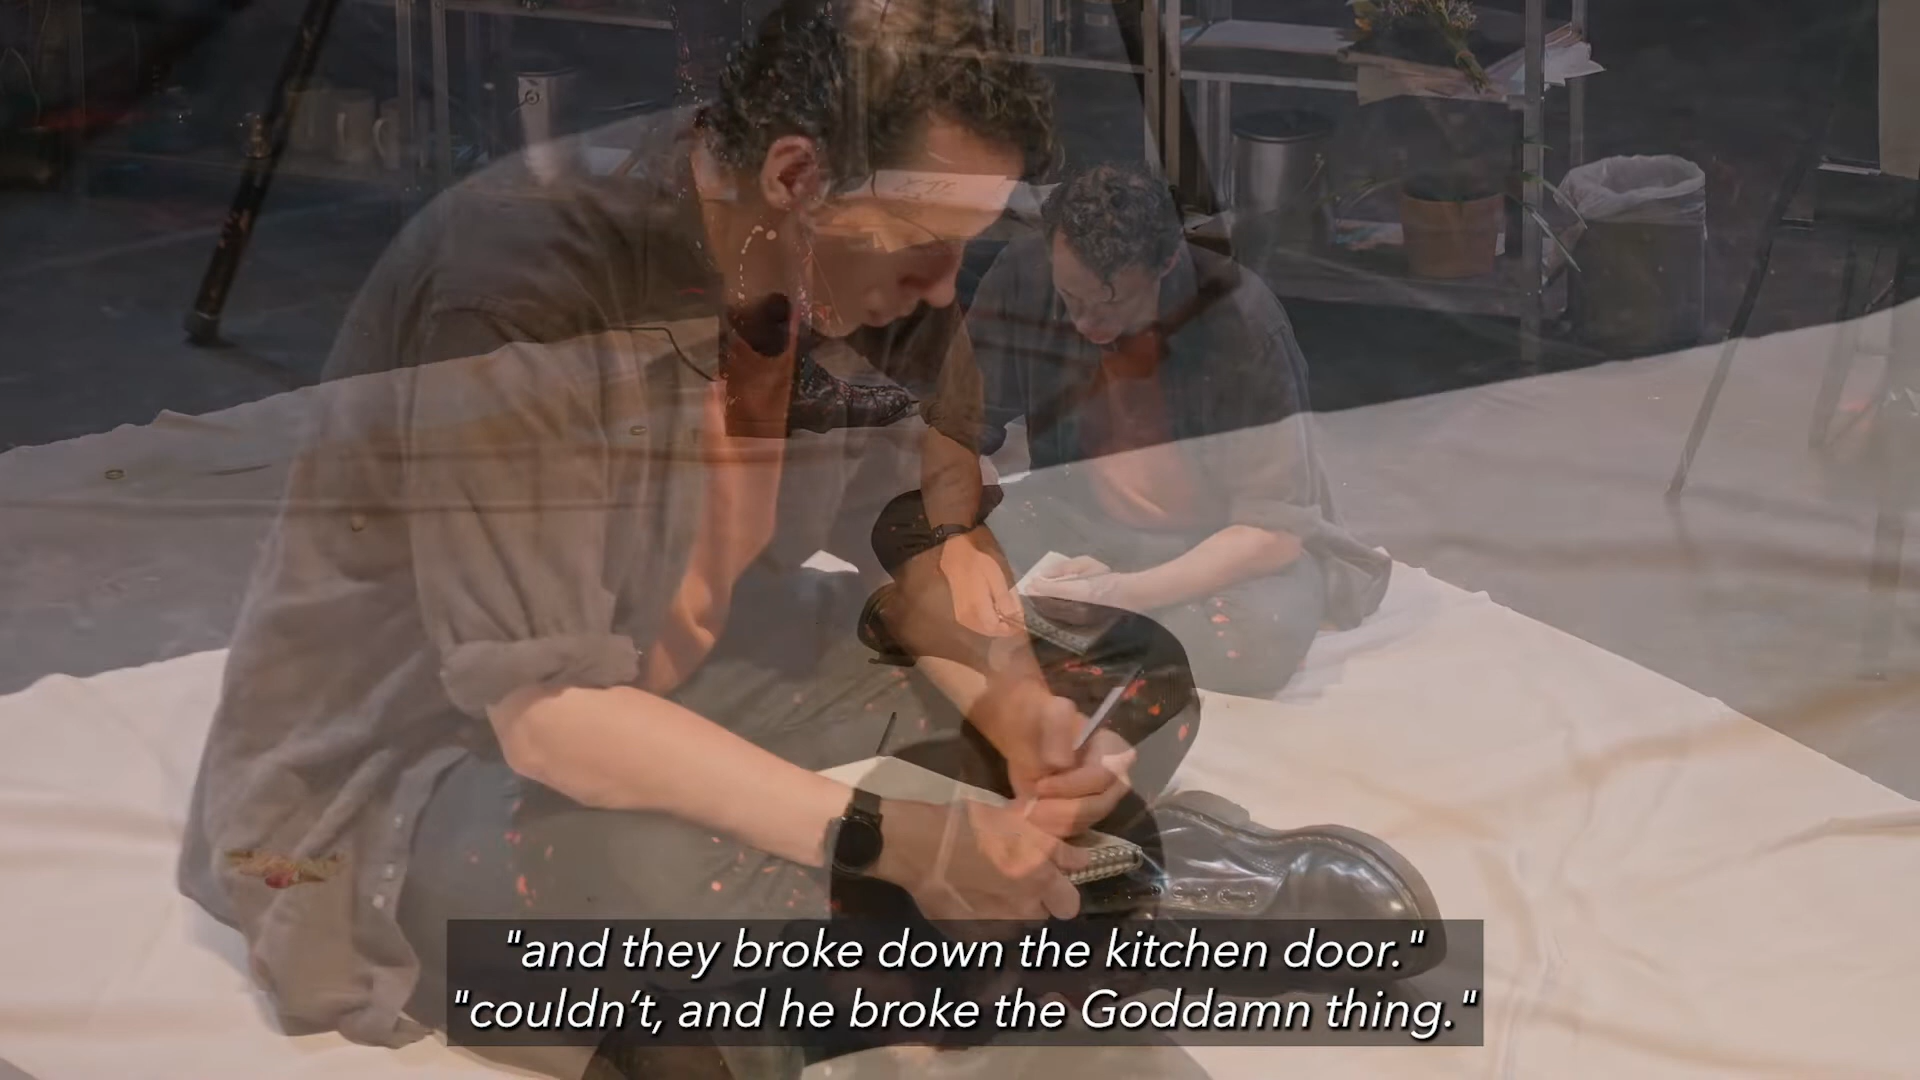 "and they broke down the kitchen door."
"couldn't, and he broke the Goddamn thing."